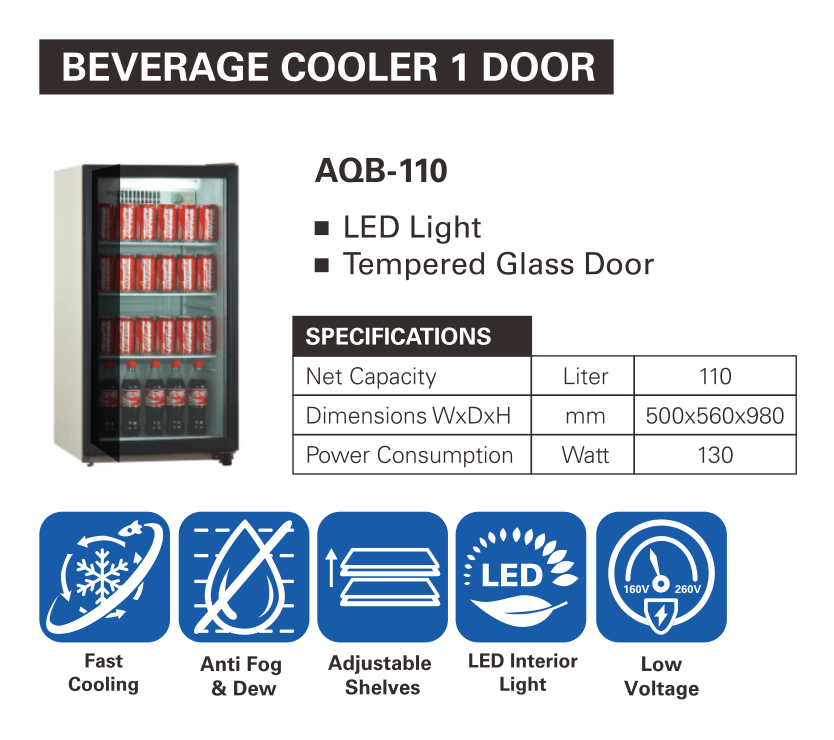 BEVERAGE COOLER 1 DOOR
AQB-110
■ LED Light
■ Tempered Glass Door
SPECIFICATIONS
Net Capacity Liter 110
Dimensions WxDxH mm 500x560x980
Power Consumption Watt 130
LED
160V 260V
Fast
Cooling
Anti Fog
& Dew
Adjustable
Shelves
LED Interior
Light
Low
Voltage